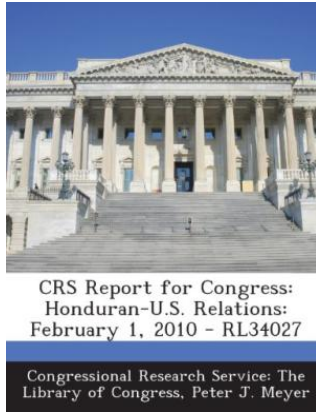 CRS Report for Congress:
Honduran-U.S. Relations:
February 1, 2010 - RL34027
Congressional Research Service: The
Library of Congress, Peter J. Meyer